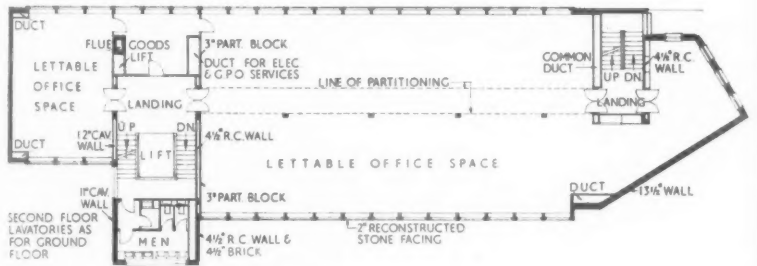 DUCT
FLUE
GOODS
LIFT
3" PART. BLOCK
DUCT FOR ELEC
& G.P.O SERVICES
LETTABLE
OFFICE
SPACE
COMMON
DUCT
UP DN.
4½" R.C.
WALL
LINE OF PARTITIONING
LANDING
LANDING
DUCT
12" CAV.
WALL
UP
DN.
LIFT
4½" R.C. WALL
LETTABLE OFFICE SPACE
11" CAV.
WALL
3" PART BLOCK
DUCT
13½" WALL
SECOND FLOOR
LAVATORIES AS
FOR GROUND
FLOOR
MEN
4½" R C WALL &
4½" BRICK
2" RECONSTRUCTED
STONE FACING